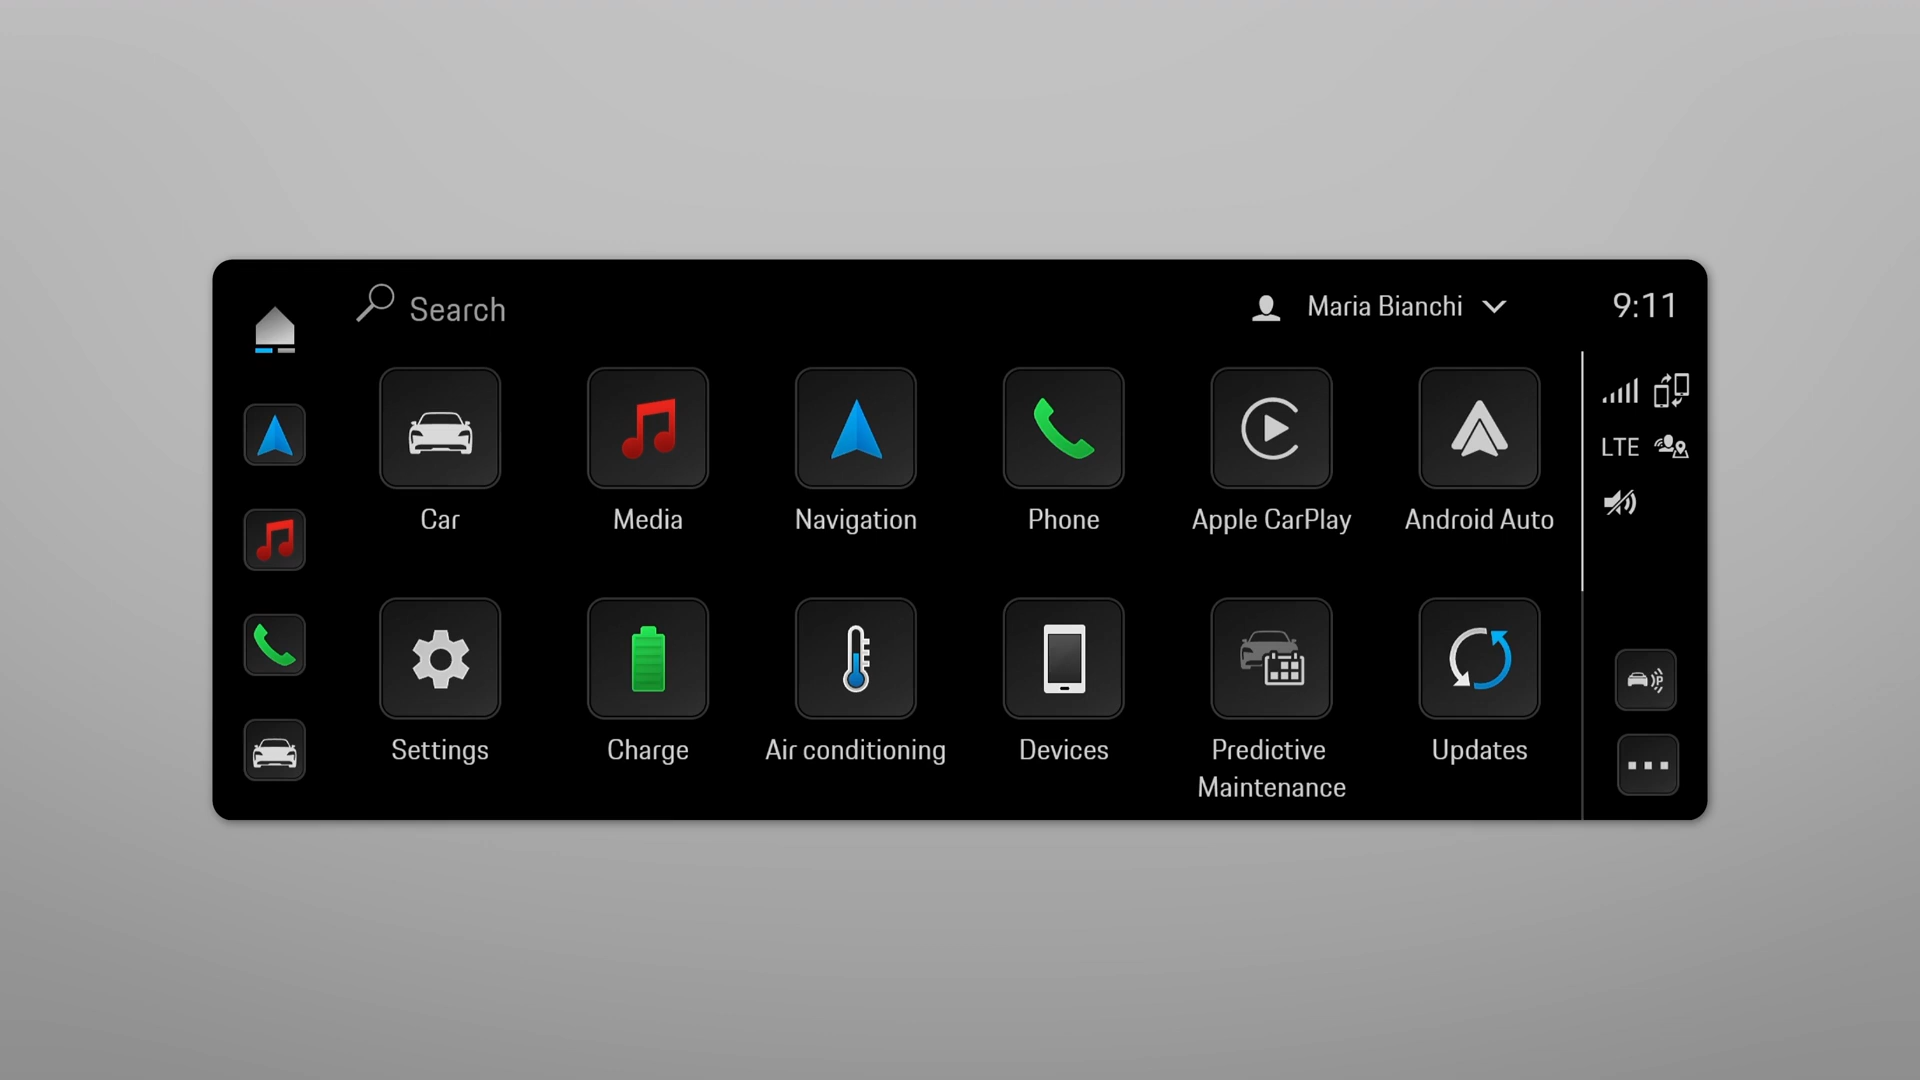 Search
Maria Bianchi
9:11
Car
Media
Navigation
Phone
Apple CarPlay
Android Auto
LTE
Settings
Charge
Air conditioning
Devices
Predictive
Maintenance
Updates
P